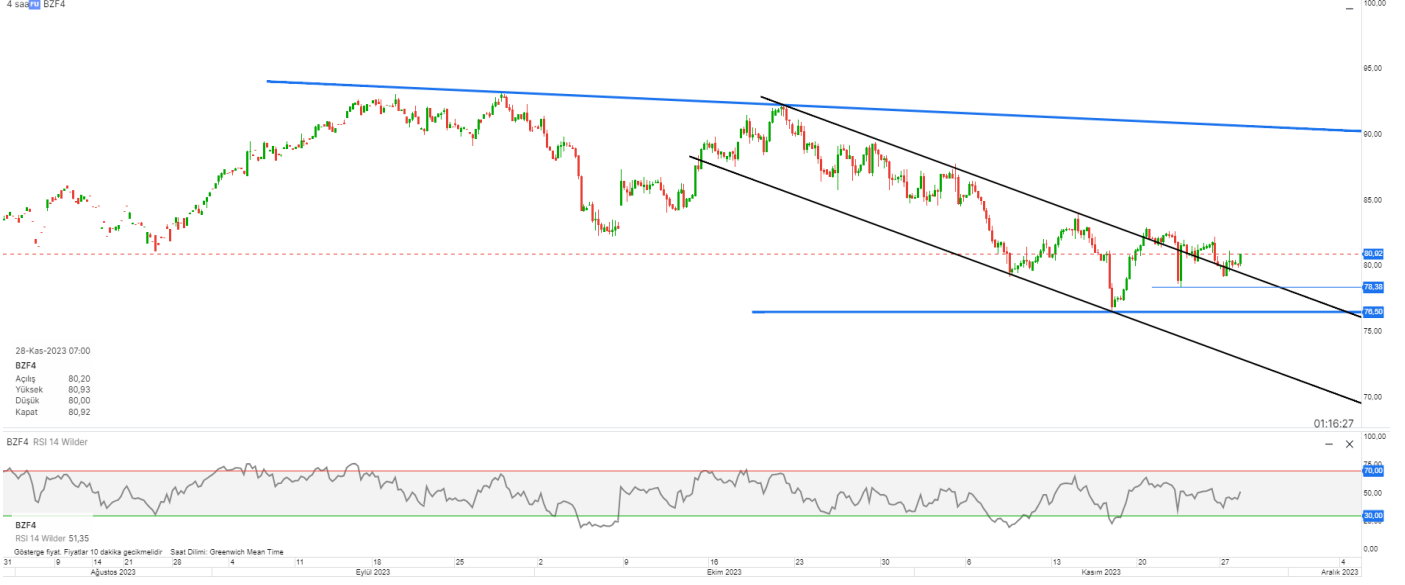 4 saa ru BZF4
100,00
95,00
90,00
85,00
80,92
80,00
78,38
76,50
75,00
70,00
28-Kas-2023 07:00
BZF4
Açılış 80,20
Yüksek 80,93
Düşük 80,00
Kapat 80,92
01:16:27
BZF4 RSI 14 Wilder
100,00
70,00
50,00
30,00
0,00
BZF4
RSI 14 Wilder 51,35
Gösterge fiyat. Fiyatlar 10 dakika gecikmelidir Saat Dilimi: Greenwich Mean Time
31 9 14 21 28 4 11 18 25 2 9 16 23 30 6 13 20 27 4
Ağustos 2023 Eylül 2023 Ekim 2023 Kasım 2023 Aralık 2023